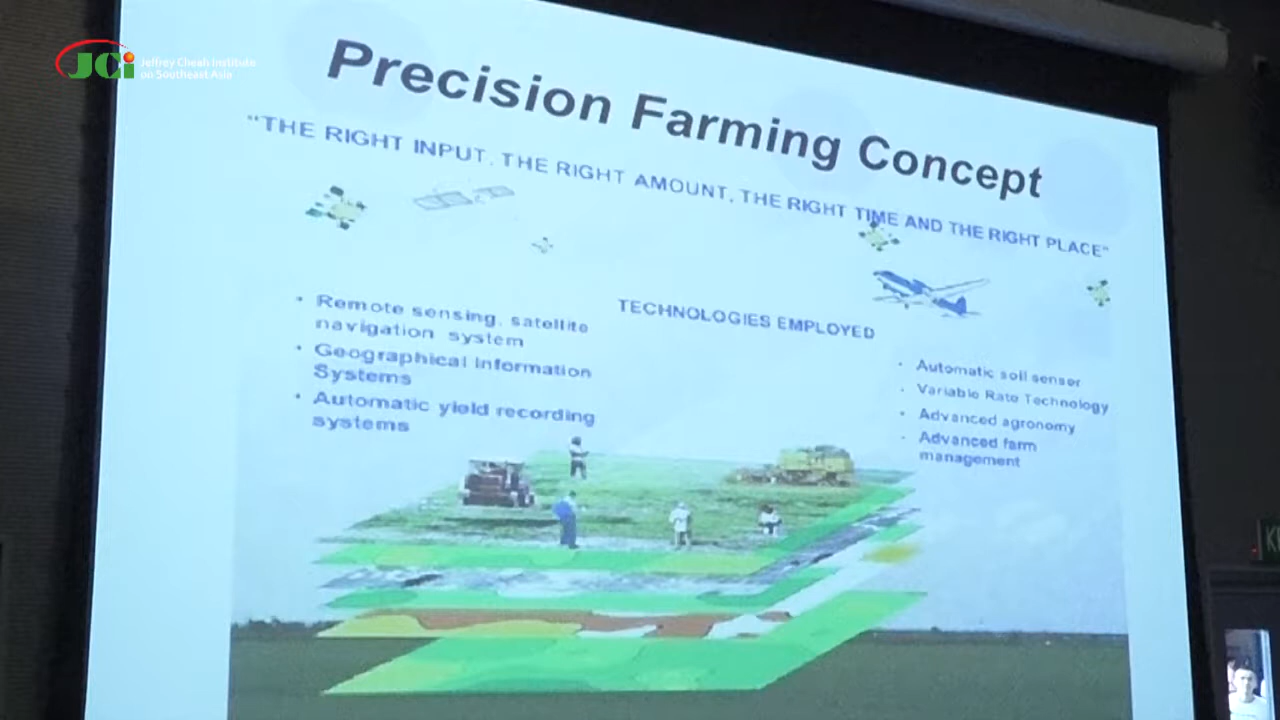 JCi Jeffrey Cheah Institute
on Southeast Asia
Precision Farming Concept
"THE RIGHT INPUT, THE RIGHT AMOUNT, THE RIGHT TIME AND THE RIGHT PLACE"
TECHNOLOGIES EMPLOYED
• Remote sensing, satellite
navigation system
• Geographical Information
Systems
• Automatic yield recording
systems
• Automatic soil sensor
• Variable Rate Technology
• Advanced agronomy
• Advanced farm
management